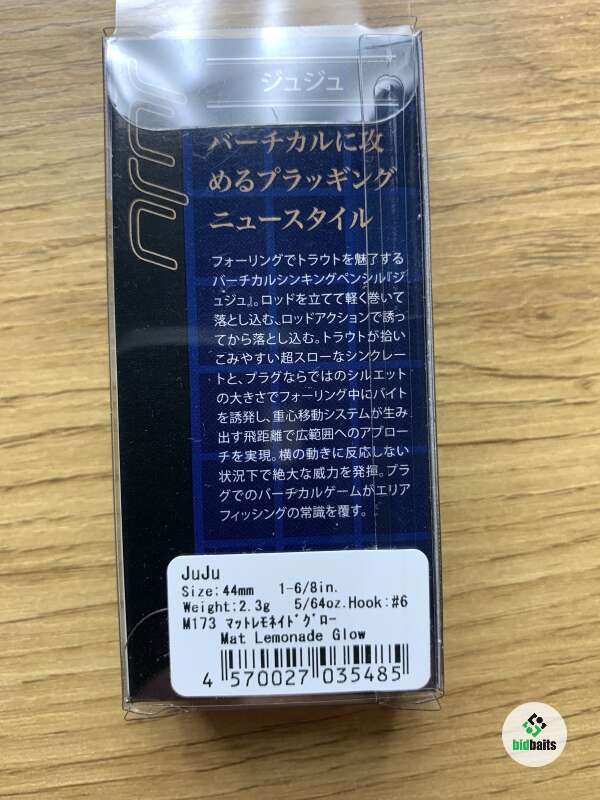 JUJU
ジュジュ
バーチカルに攻
めるプラッギング
ニュースタイル
フォーリングでトラウトを魅了する
バーチカルシンキングペンシル『ジ
ュジュ』。ロッドを立てて軽く巻いて
落とし込む、ロッドアクションで誘っ
てから落とし込む。トラウトが拾い
こみやすい超スローなシンクレー
トと、プラグならではのシルエット
の大きさでフォーリング中にバイト
を誘発し、重心移動システムが生み
出す飛距離で広範囲へのアプロー
チを実現。横の動きに反応しない
状況下で絶大な威力を発揮。プラ
グでのバーチカルゲームがエリア
フィッシングの常識を覆す。
JuJu
Size:44mm 1-6/8in.
Weight:2.3g 5/64oz.Hook:#6
M173 マットレモネイドグロー
Mat Lemonade Glow
4 570027 035485
bidbaits